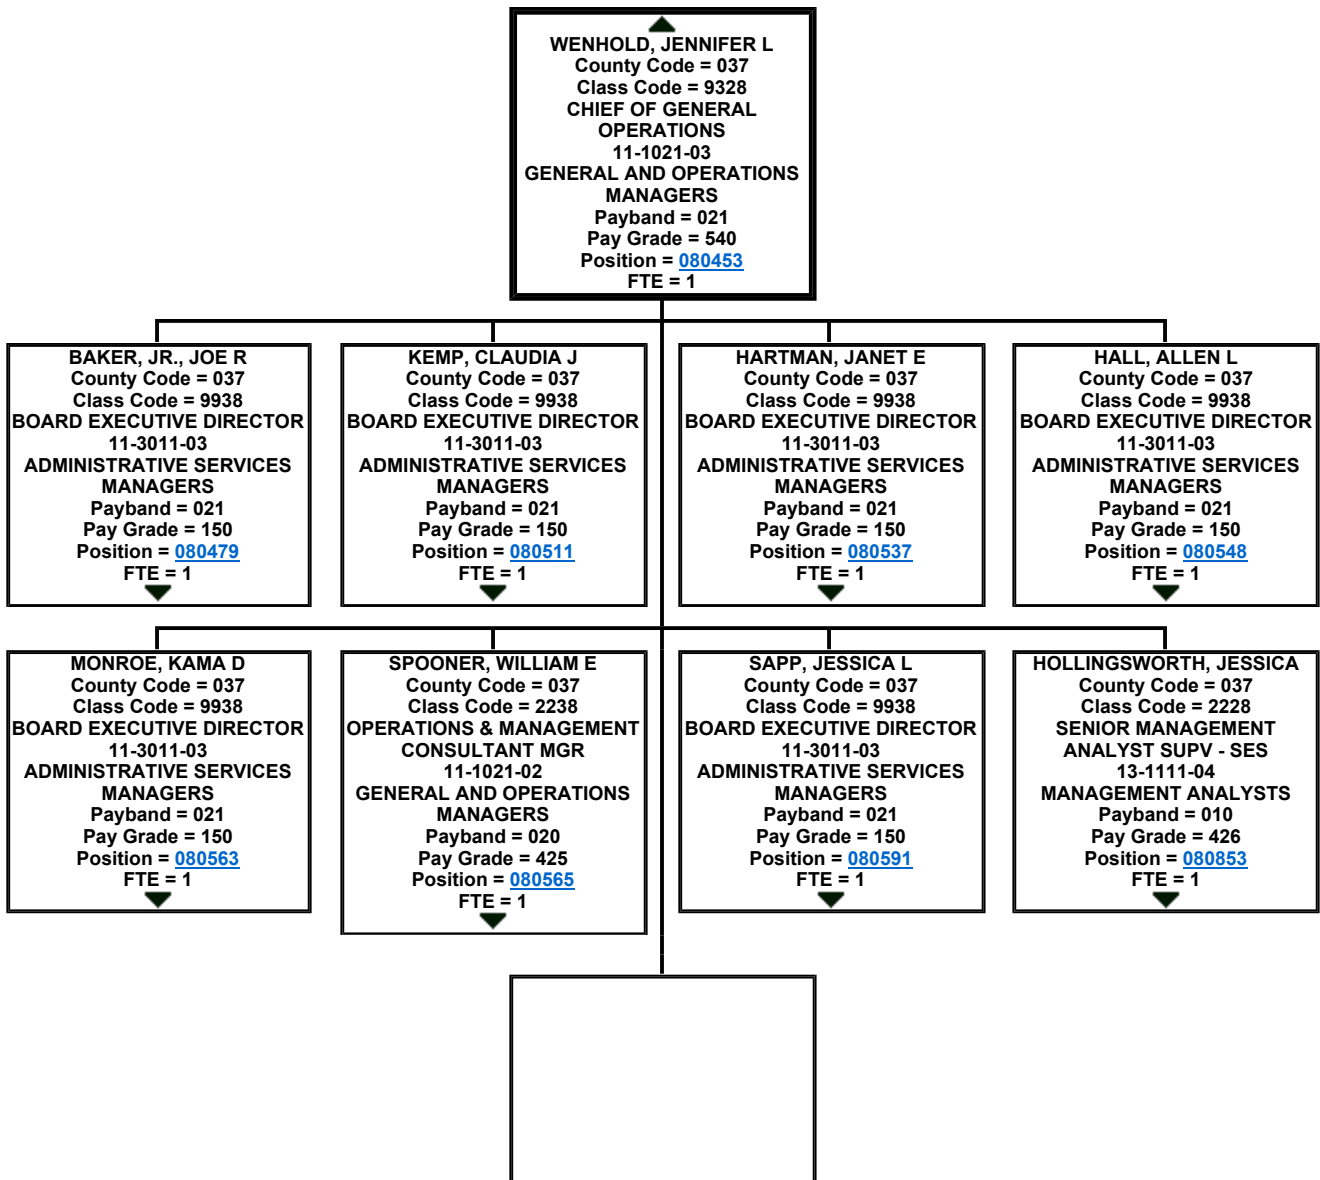 WENHOLD, JENNIFER L
County Code = 037
Class Code = 9328
CHIEF OF GENERAL
OPERATIONS
11-1021-03
GENERAL AND OPERATIONS
MANAGERS
Payband = 021
Pay Grade = 540
Position = 080453
FTE = 1
BAKER, JR., JOE R
County Code = 037
Class Code = 9938
BOARD EXECUTIVE DIRECTOR
11-3011-03
ADMINISTRATIVE SERVICES
MANAGERS
Payband = 021
Pay Grade = 150
Position = 080479
FTE = 1
KEMP, CLAUDIA J
County Code = 037
Class Code = 9938
BOARD EXECUTIVE DIRECTOR
11-3011-03
ADMINISTRATIVE SERVICES
MANAGERS
Payband = 021
Pay Grade = 150
Position = 080511
FTE = 1
HARTMAN, JANET E
County Code = 037
Class Code = 9938
BOARD EXECUTIVE DIRECTOR
11-3011-03
ADMINISTRATIVE SERVICES
MANAGERS
Payband = 021
Pay Grade = 150
Position = 080537
FTE = 1
HALL, ALLEN L
County Code = 037
Class Code = 9938
BOARD EXECUTIVE DIRECTOR
11-3011-03
ADMINISTRATIVE SERVICES
MANAGERS
Payband = 021
Pay Grade = 150
Position = 080548
FTE = 1
MONROE, KAMA D
County Code = 037
Class Code = 9938
BOARD EXECUTIVE DIRECTOR
11-3011-03
ADMINISTRATIVE SERVICES
MANAGERS
Payband = 021
Pay Grade = 150
Position = 080563
FTE = 1
SPOONER, WILLIAM E
County Code = 037
Class Code = 2238
OPERATIONS & MANAGEMENT
CONSULTANT MGR
11-1021-02
GENERAL AND OPERATIONS
MANAGERS
Payband = 020
Pay Grade = 425
Position = 080565
FTE = 1
SAPP, JESSICA L
County Code = 037
Class Code = 9938
BOARD EXECUTIVE DIRECTOR
11-3011-03
ADMINISTRATIVE SERVICES
MANAGERS
Payband = 021
Pay Grade = 150
Position = 080591
FTE = 1
HOLLINGSWORTH, JESSICA
County Code = 037
Class Code = 2228
SENIOR MANAGEMENT
ANALYST SUPV - SES
13-1111-04
MANAGEMENT ANALYSTS
Payband = 010
Pay Grade = 426
Position = 080853
FTE = 1